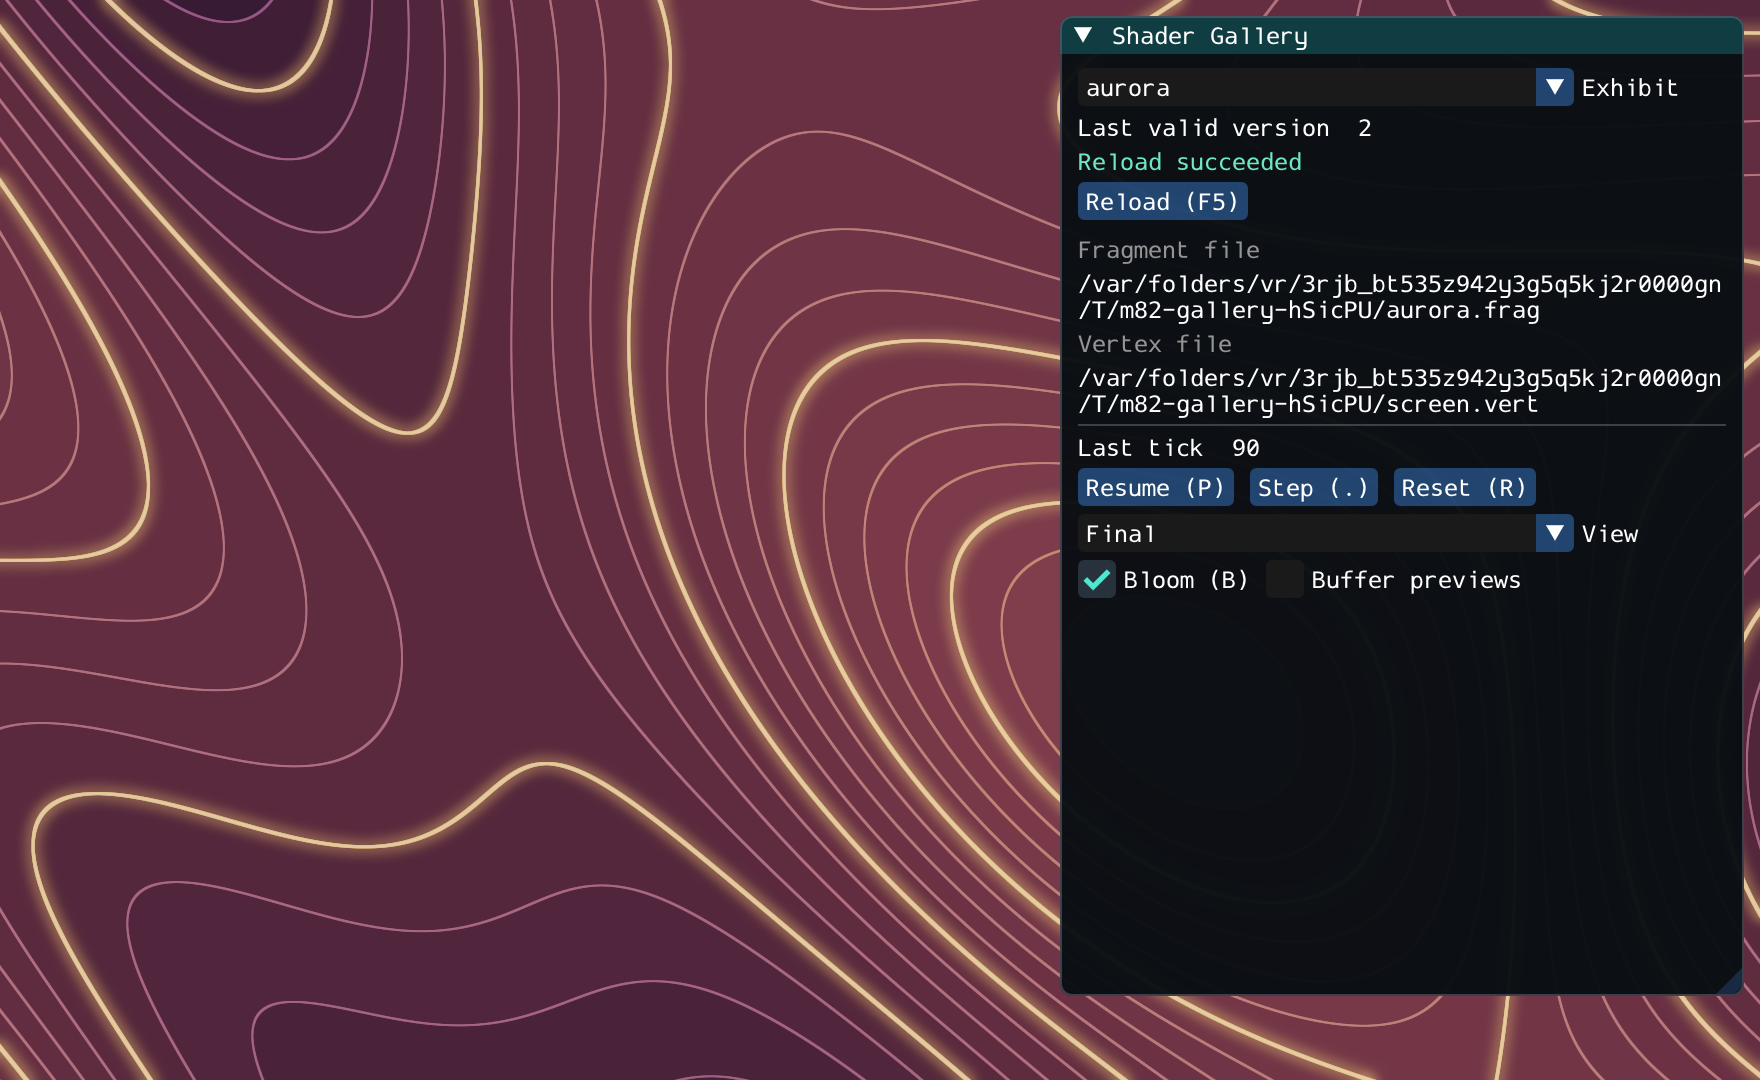 Shader Gallery
aurora Exhibit
Last valid version 2
Reload succeeded
Reload (F5)
Fragment file
/var/folders/vr/3rjb_bt535z942y3g5q5kj2r0000gn
/T/m82-gallery-hSicPU/aurora.frag
Vertex file
/var/folders/vr/3rjb_bt535z942y3g5q5kj2r0000gn
/T/m82-gallery-hSicPU/screen.vert
Last tick 90
Resume (P) Step (.) Reset (R)
Final View
Bloom (B) Buffer previews